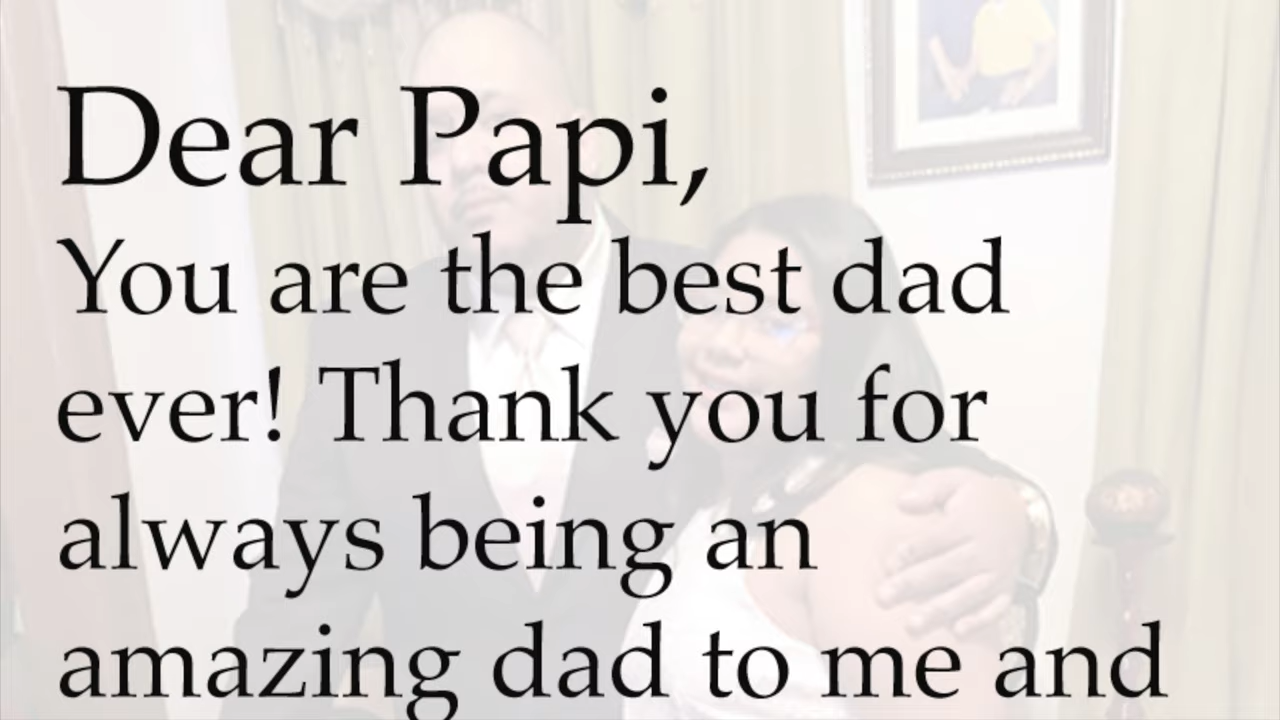 Dear Papi,
You are the best dad
ever! Thank you for
always being an
amazing dad to me and